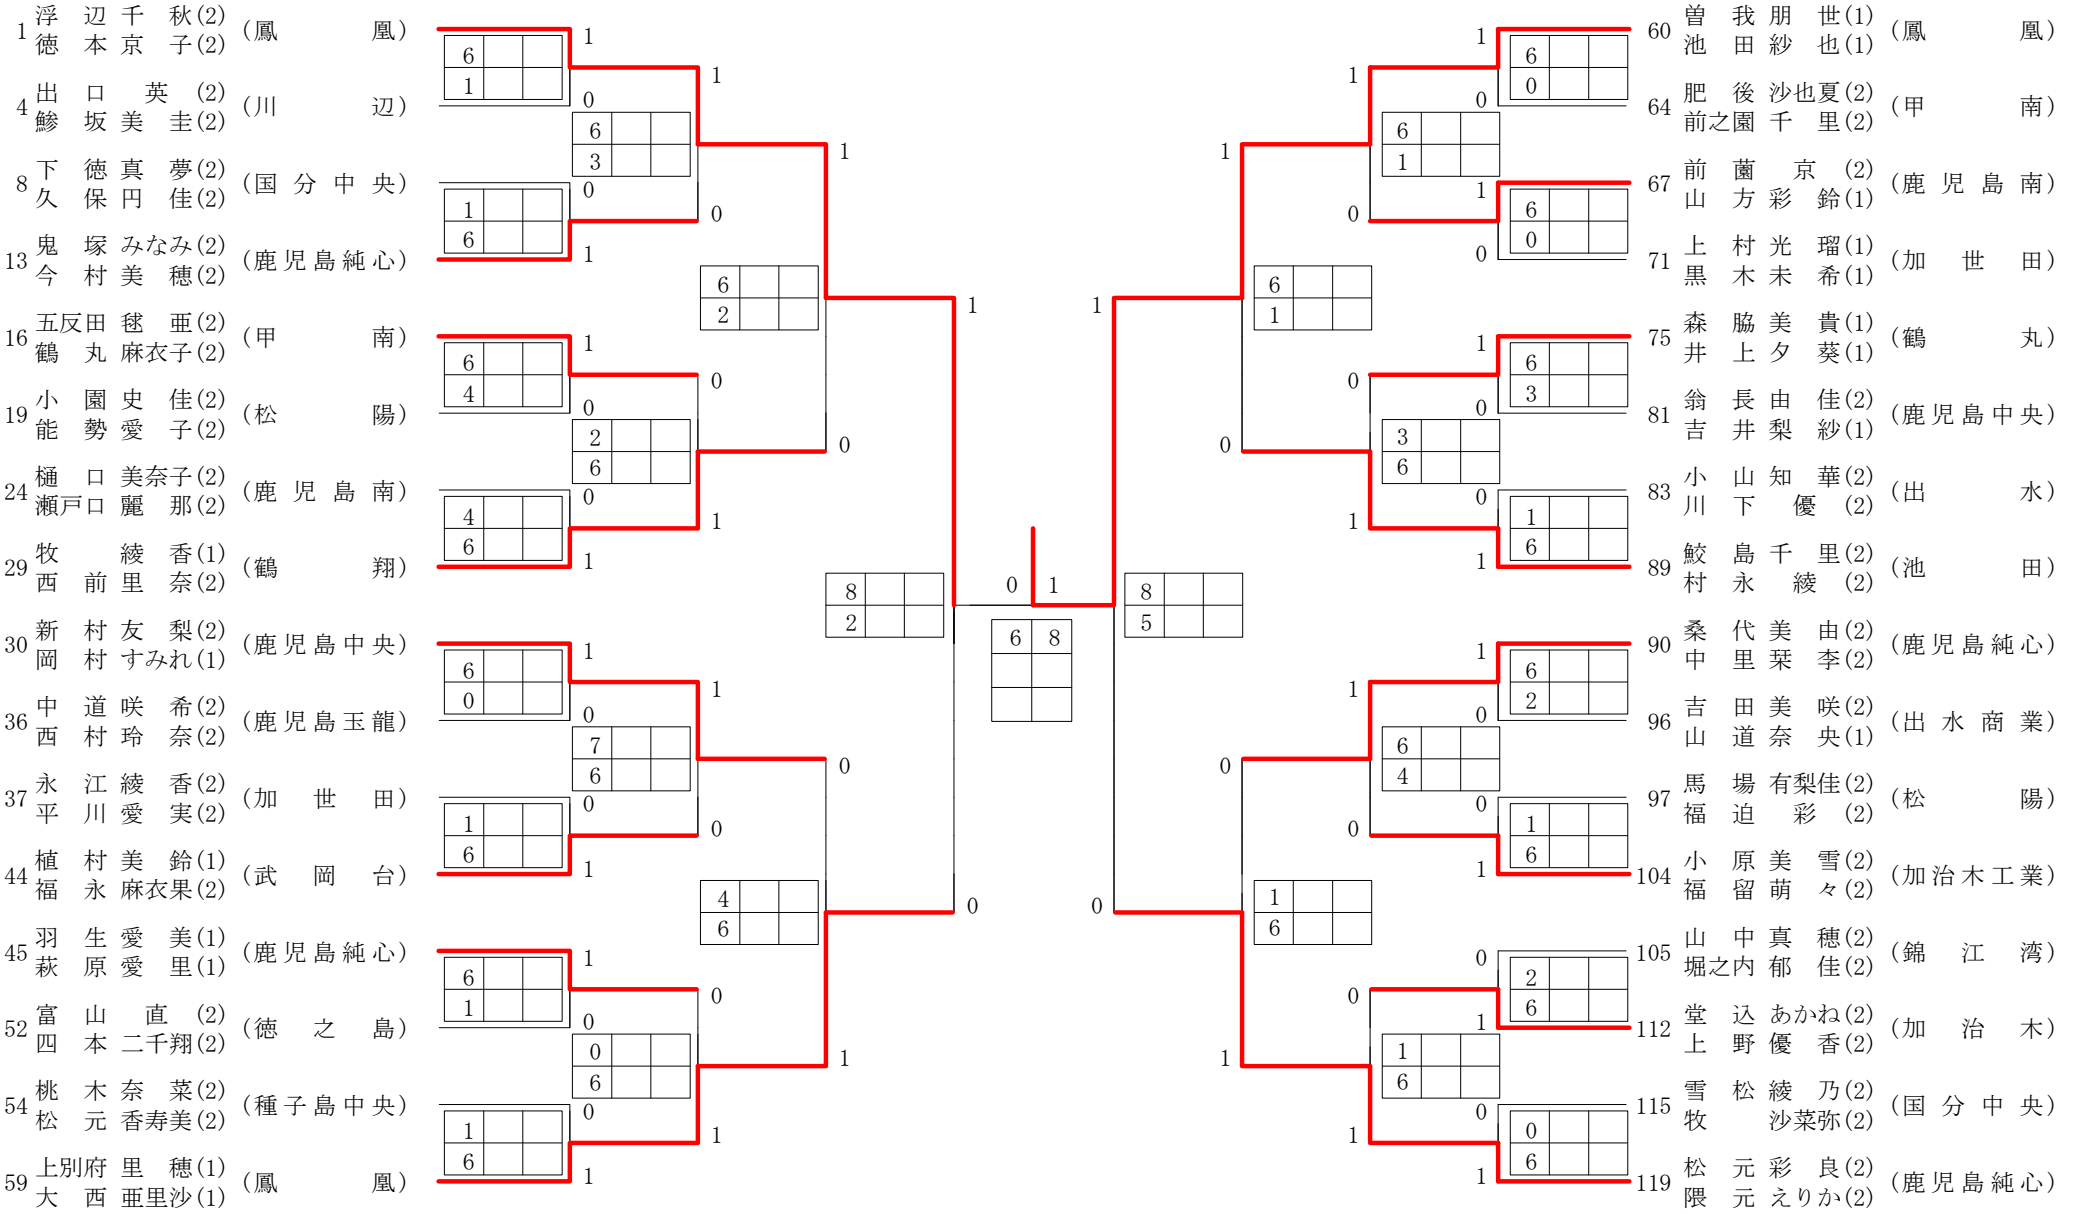 1 浮 辺 千 秋(2) (鳳 凰)
徳 本 京 子(2)
4 出 口 英 (2) (川 辺)
鯵 坂 美 圭(2)
8 下 徳 真 夢(2) (国 分 中 央)
久 保 円 佳(2)
13 鬼 塚 みなみ(2) (鹿児島純心)
今 村 美 穂(2)
16 五反田 毬 亜(2) (甲 南)
鶴 丸 麻衣子(2)
19 小 園 史 佳(2) (松 陽)
能 勢 愛 子(2)
24 樋 口 美奈子(2) (鹿 児 島 南)
瀬戸口 麗 那(2)
29 牧 綾 香(1) (鶴 翔)
西 前 里 奈(2)
30 新 村 友 梨(2) (鹿児島中央)
岡 村 すみれ(1)
36 中 道 咲 希(2) (鹿児島玉龍)
西 村 玲 奈(2)
37 永 江 綾 香(2) (加 世 田)
平 川 愛 実(2)
44 植 村 美 鈴(1) (武 岡 台)
福 永 麻衣果(2)
45 羽 生 愛 美(1) (鹿児島純心)
萩 原 愛 里(1)
52 富 山 直 (2) (徳 之 島)
四 本 二千翔(2)
54 桃 木 奈 菜(2) (種子島中央)
松 元 香寿美(2)
59 上別府 里 穂(1) (鳳 凰)
大 西 亜里沙(1)
1
6
1
0
0
1
6
1
1
6
4
0
0
4
6
1
1
6
0
0
0
1
6
1
1
6
1
0
0
1
6
1
1
6
3
0
0
2
6
1
1
7
6
0
0
0
6
1
1
6
2
0
0
4
6
1
1
8
2
0
0 1
6 8
1
8
5
0
1
6
1
0
0
1
6
1
1
6
1
0
0
3
6
1
1
6
4
0
0
1
6
1
1
6
0
0
1
6
0
0
1
6
3
0
0
1
6
1
1
6
2
0
0
1
6
1
0
2
6
1
0
0
6
1
60 曽 我 朋 世(1) (鳳 凰)
池 田 紗 也(1)
64 肥 後 沙也夏(2) (甲 南)
前之園 千 里(2)
67 前 薗 京 (2) (鹿 児 島 南)
山 方 彩 鈴(1)
71 上 村 光 瑠(1) (加 世 田)
黒 木 未 希(1)
75 森 脇 美 貴(1) (鶴 丸)
井 上 夕 葵(1)
81 翁 長 由 佳(2) (鹿児島中央)
吉 井 梨 紗(1)
83 小 山 知 華(2) (出 水)
川 下 優 (2)
89 鮫 島 千 里(2) (池 田)
村 永 綾 (2)
90 桑 代 美 由(2) (鹿児島純心)
中 里 栞 李(2)
96 吉 田 美 咲(2) (出 水 商 業)
山 道 奈 央(1)
97 馬 場 有梨佳(2) (松 陽)
福 迫 彩 (2)
104 小 原 美 雪(2) (加治木工業)
福 留 萌 々(2)
105 山 中 真 穂(2) (錦 江 湾)
堀之内 郁 佳(2)
112 堂 込 あかね(2) (加 治 木)
上 野 優 香(2)
115 雪 松 綾 乃(2) (国 分 中 央)
牧 沙菜弥(2)
119 松 元 彩 良(2) (鹿児島純心)
隈 元 えりか(2)